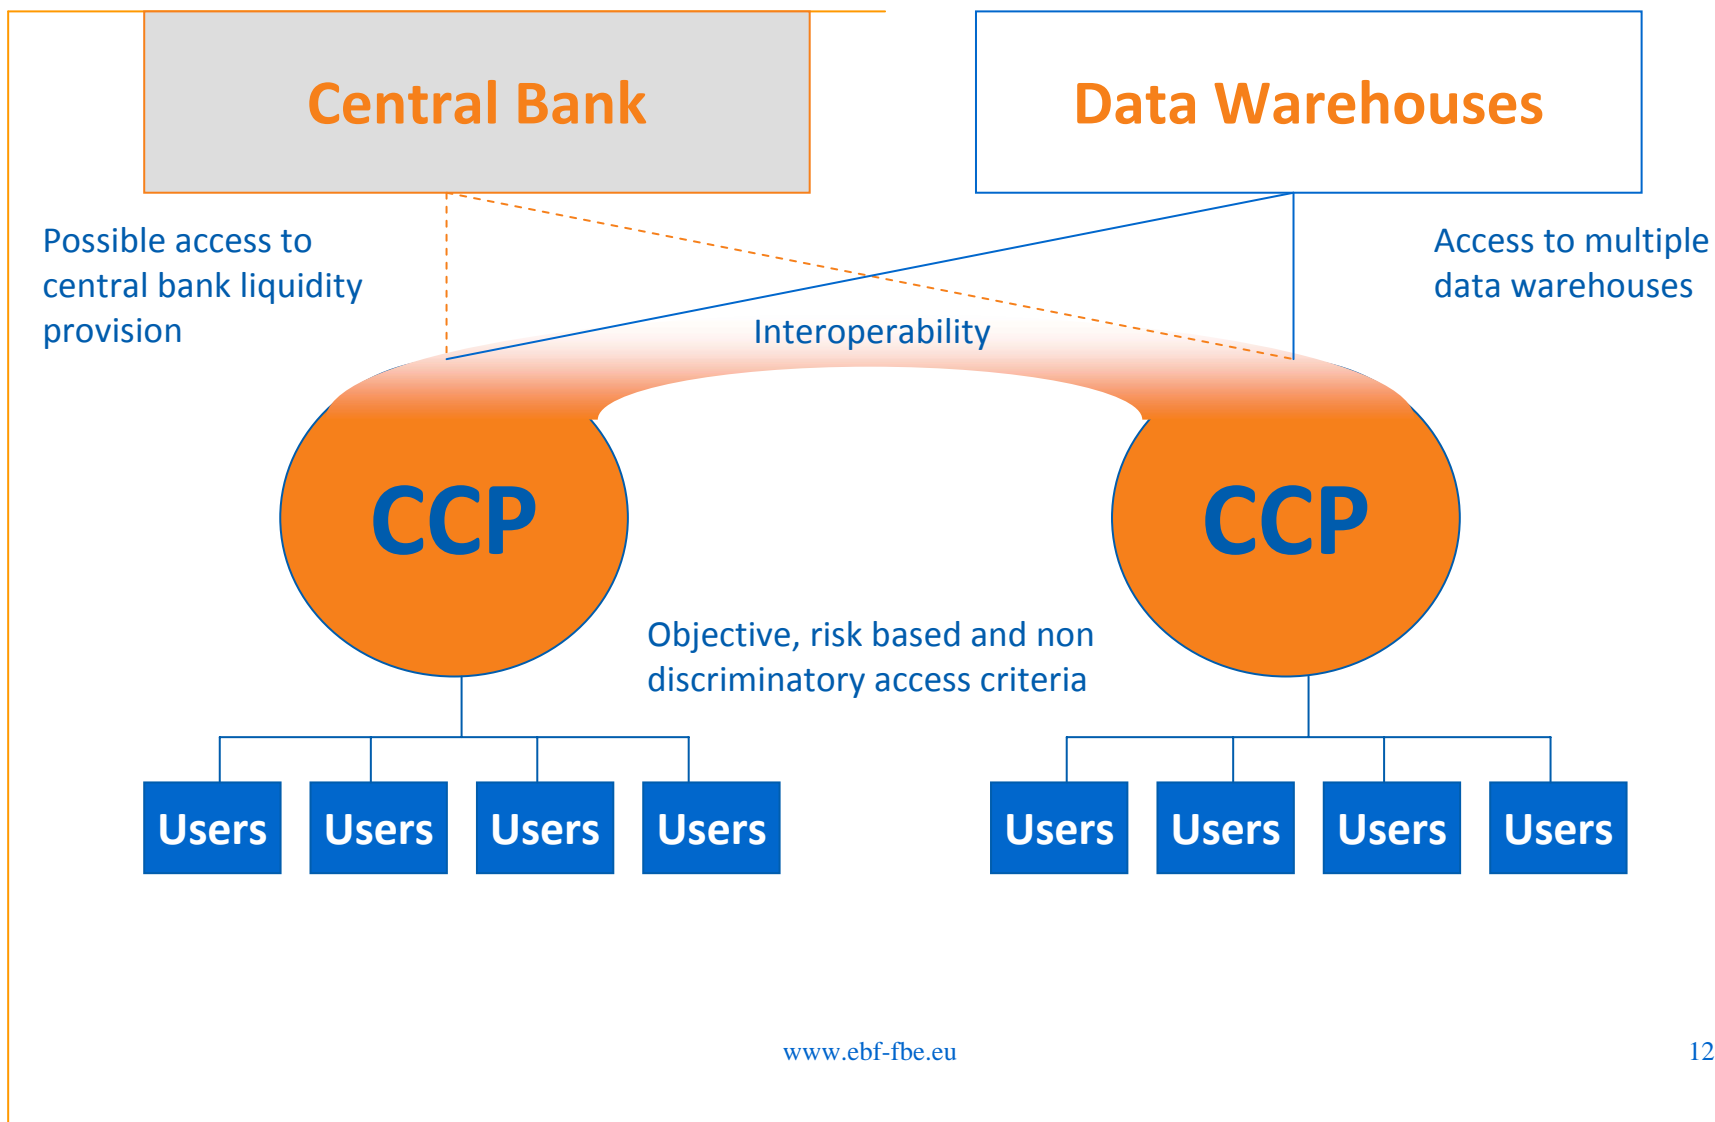 Central Bank
Data Warehouses
Possible access to
central bank liquidity
provision
Access to multiple
data warehouses
Interoperability
CCP
CCP
Objective, risk based and non
discriminatory access criteria
Users
Users
Users
Users
Users
Users
Users
Users
www.ebf-fbe.eu
12